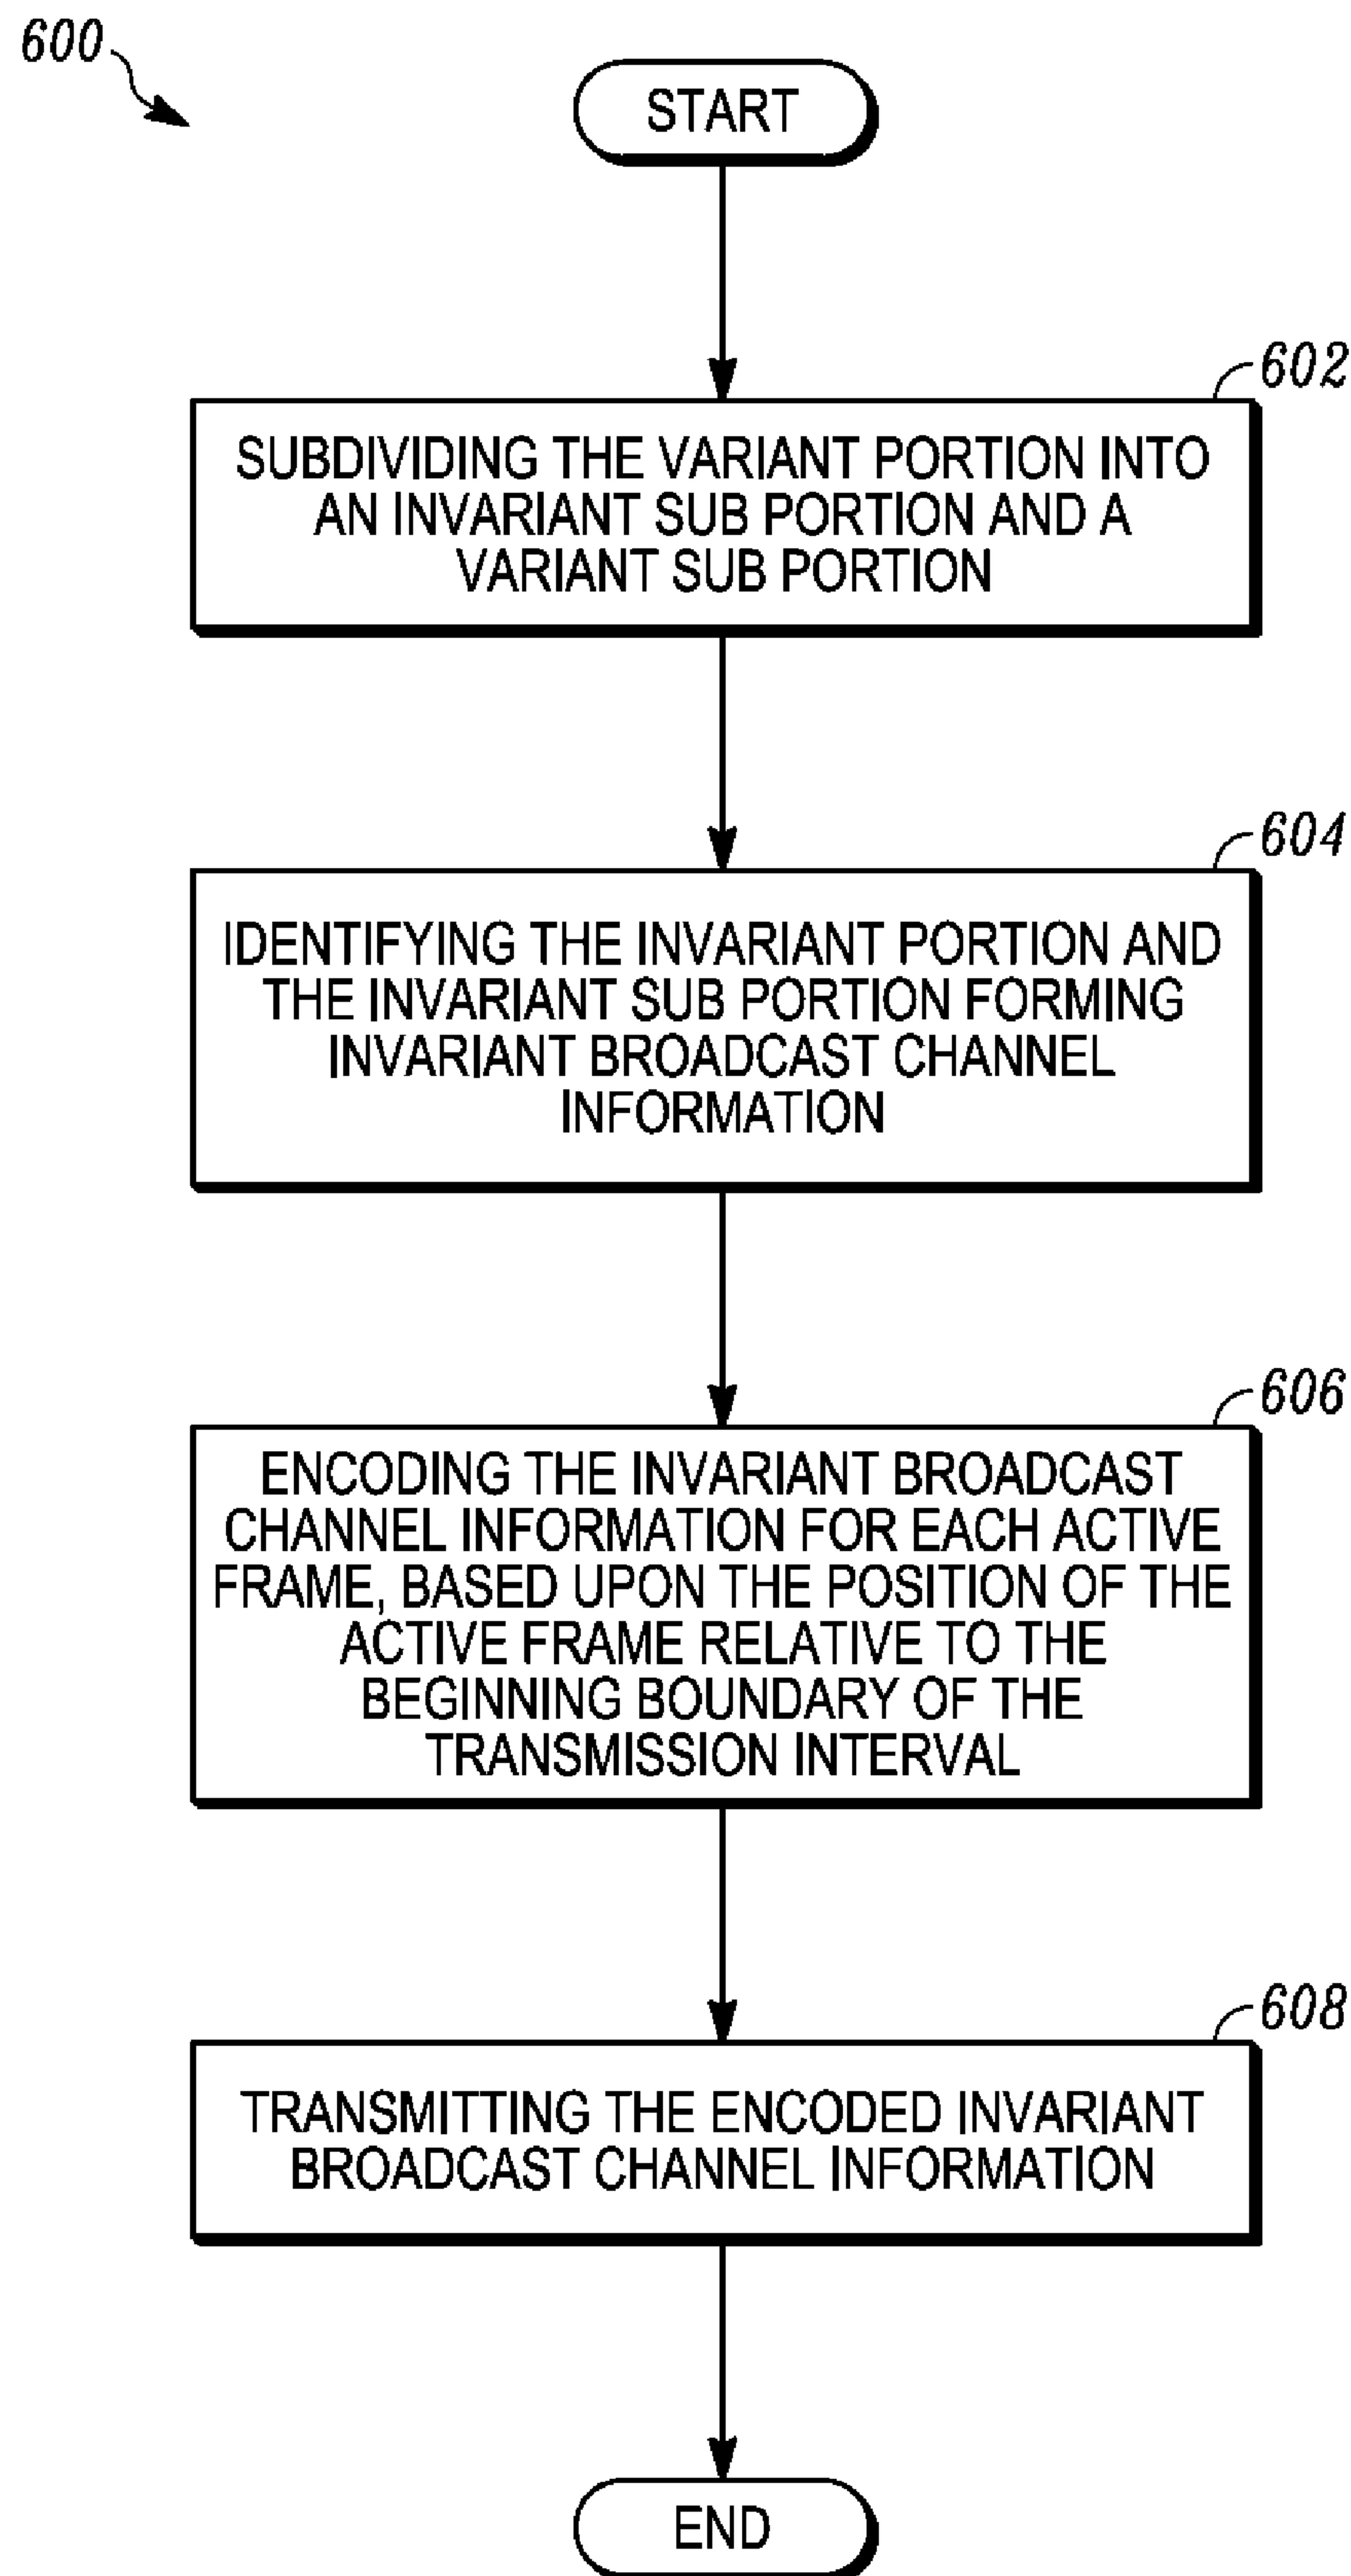 600
START
602
SUBDIVIDING THE VARIANT PORTION INTO
AN INVARIANT SUB PORTION AND A
VARIANT SUB PORTION
604
IDENTIFYING THE INVARIANT PORTION AND
THE INVARIANT SUB PORTION FORMING
INVARIANT BROADCAST CHANNEL
INFORMATION
606
ENCODING THE INVARIANT BROADCAST
CHANNEL INFORMATION FOR EACH ACTIVE
FRAME, BASED UPON THE POSITION OF THE
ACTIVE FRAME RELATIVE TO THE
BEGINNING BOUNDARY OF THE
TRANSMISSION INTERVAL
608
TRANSMITTING THE ENCODED INVARIANT
BROADCAST CHANNEL INFORMATION
END